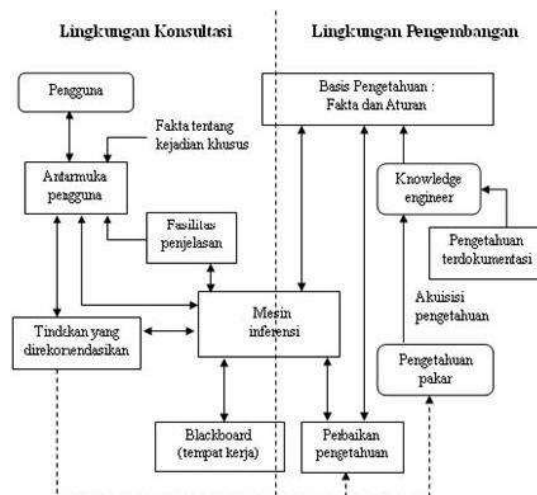 Lingkungan Konsultasi
Lingkungan Pengembangan
Pengguna
Basis Pengetahuan :
Fakta dan Aturan
Fakta tentang
kejadian khusus
Antarmuka
pengguna
Knowledge
engineer
Fasilitas
penjelasan
Pengetahuan
terdokumentasi
Mesin
inferensi
Akuisisi
pengetahuan
Tindakan yang
direkomendasikan
Pengetahuan
pakar
Blackboard
(tempat kerja)
Perbaikan
pengetahuan